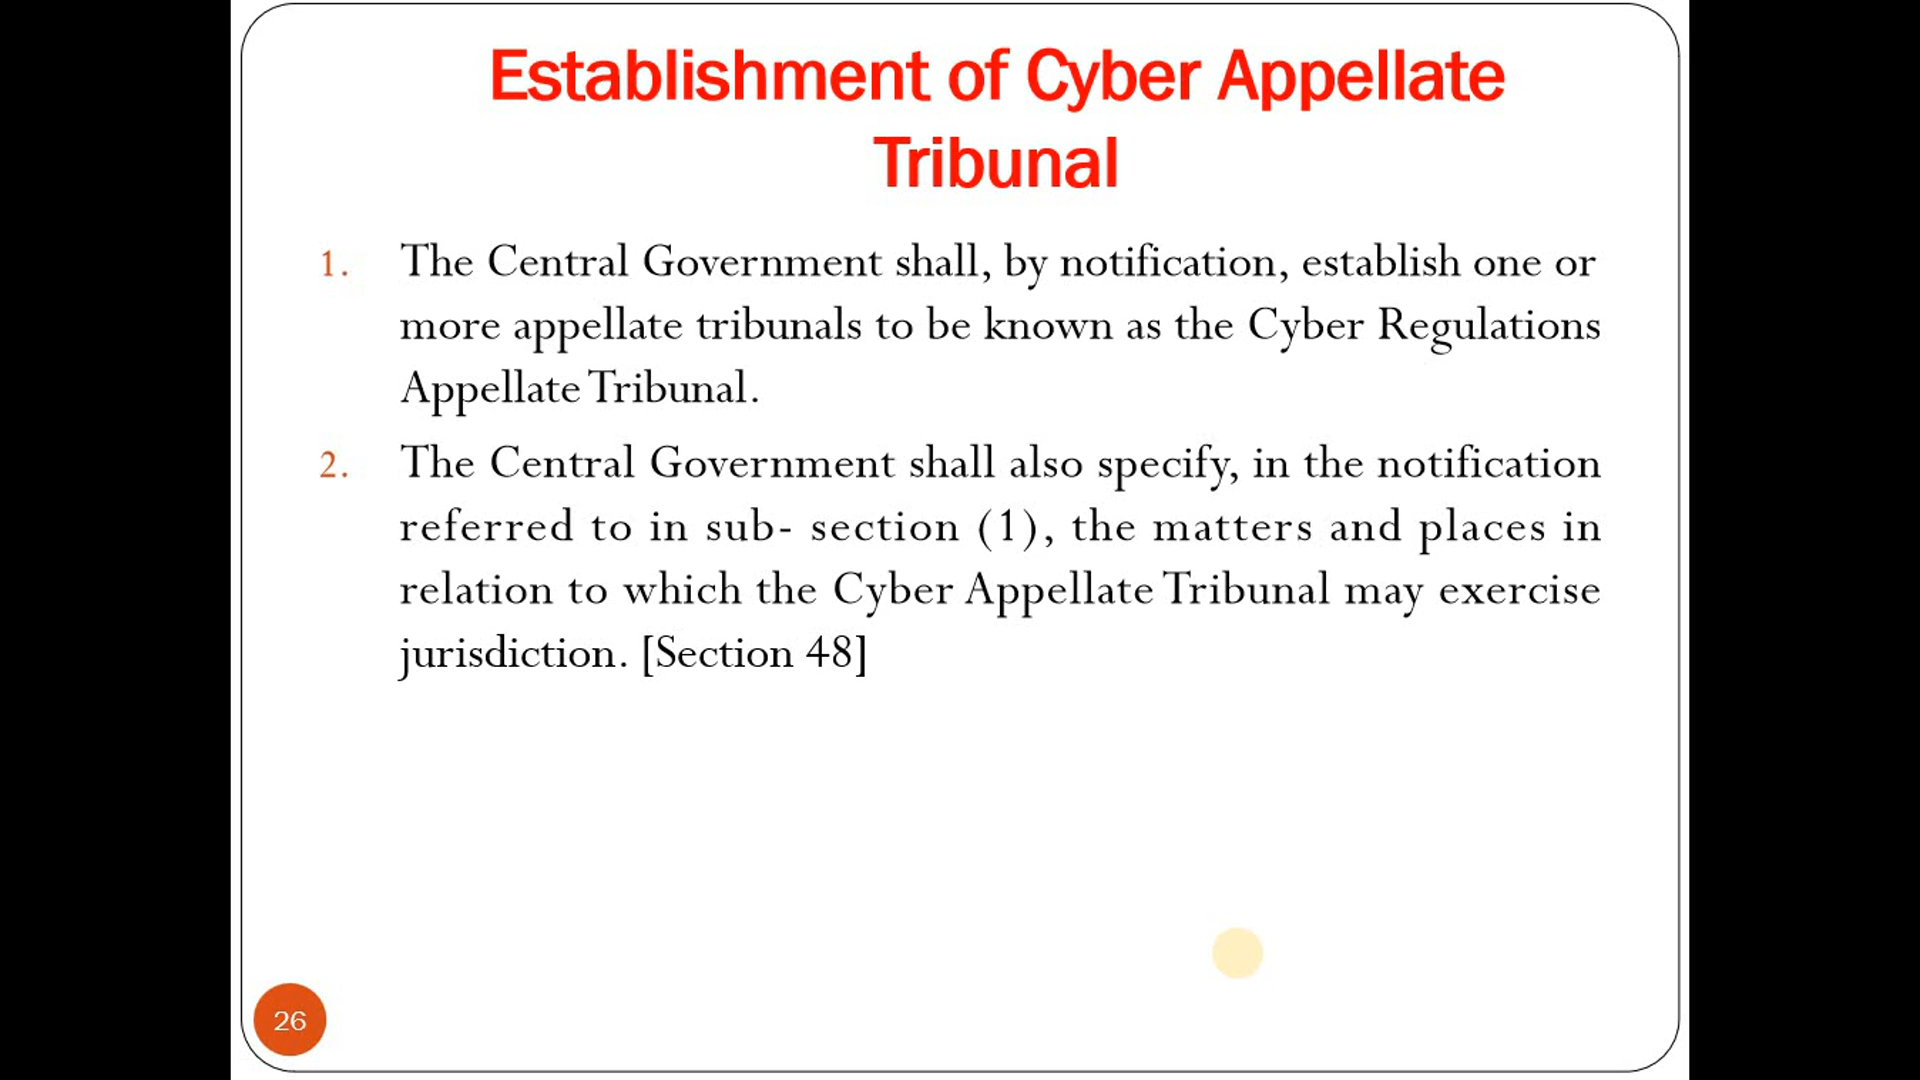 Establishment of Cyber Appellate
Tribunal
1. The Central Government shall, by notification, establish one or
more appellate tribunals to be known as the Cyber Regulations
Appellate Tribunal.
2. The Central Government shall also specify, in the notification
referred to in sub- section (1), the matters and places in
relation to which the Cyber Appellate Tribunal may exercise
jurisdiction. [Section 48]
26